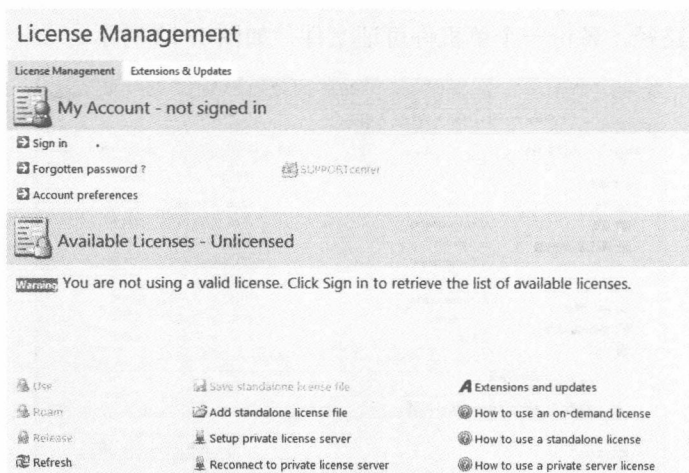 License Management
License Management Extensions & Updates
My Account - not signed in
Sign in
Forgotten password ? SUPPORTcenter
Account preferences
Available Licenses - Unlicensed
Warning You are not using a valid license. Click Sign in to retrieve the list of available licenses.
Use Save standalone license file A Extensions and updates
Roam Add standalone license file How to use an on-demand license
Release Setup private license server How to use a standalone license
Refresh Reconnect to private license server How to use a private server license